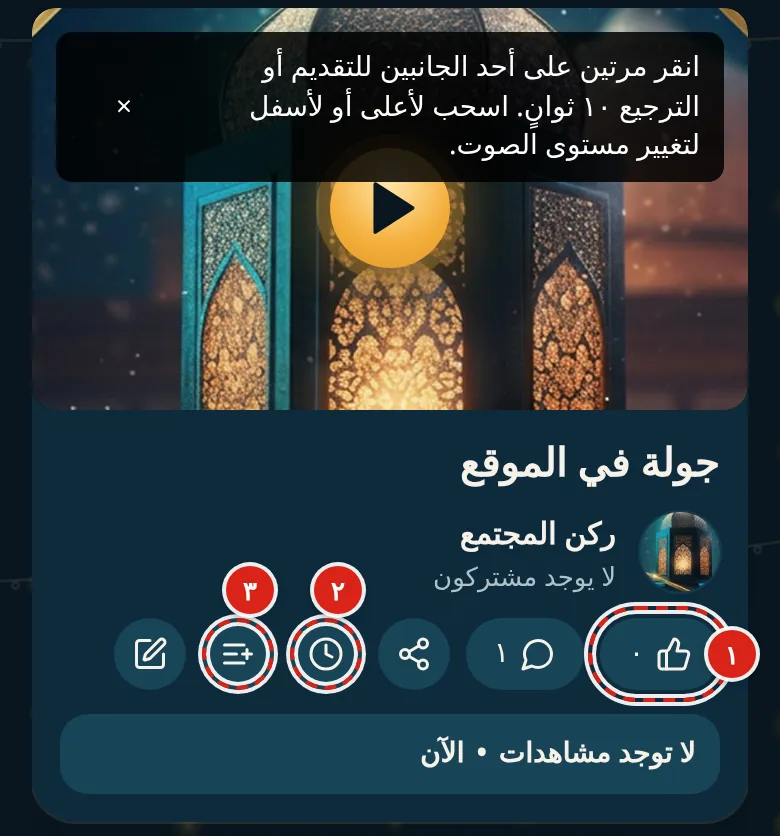 انقر مرتين على أحد الجانبين للتقديم أو
الترجيع ١٠ ثوانٍ. اسحب لأعلى أو لأسفل
لتغيير مستوى الصوت.
×
جولة في الموقع
ركن المجتمع
لا يوجد مشتركون
٣
٢
١
٠
١
لا توجد مشاهدات • الآن